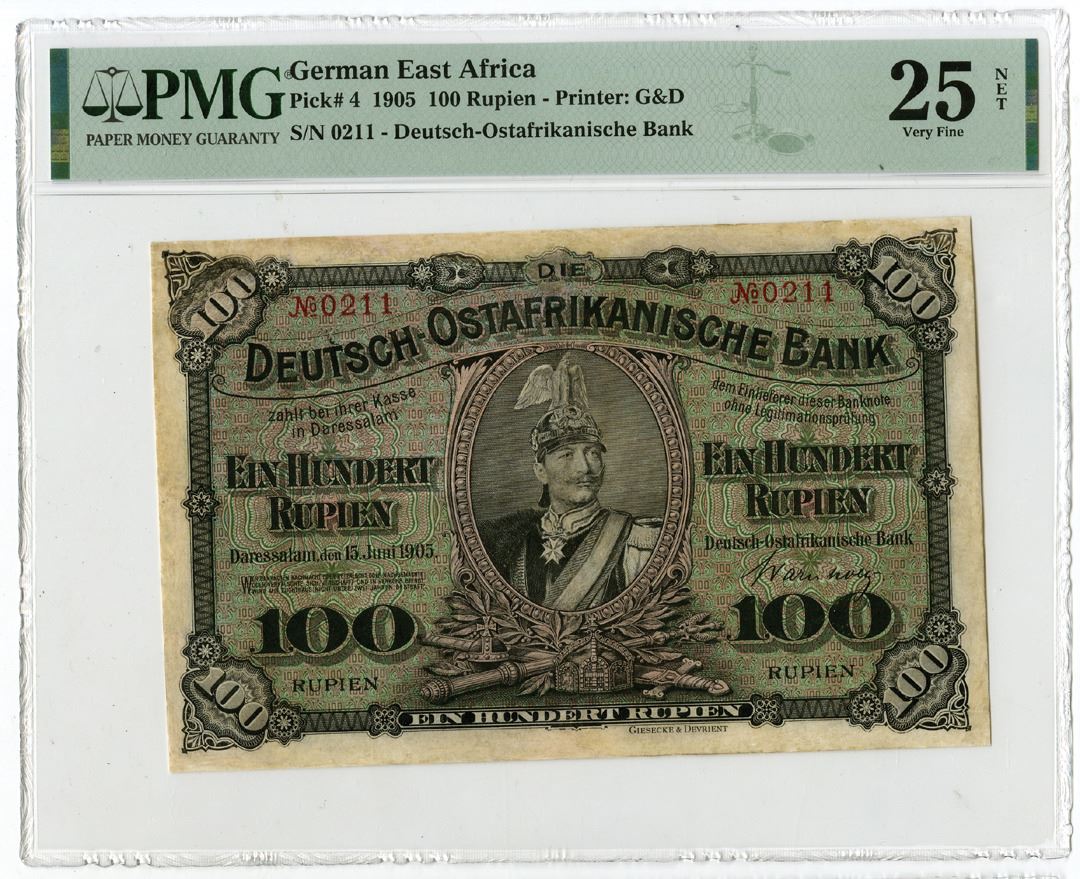 PMG®
PAPER MONEY GUARANTY
German East Africa
Pick# 4 1905 100 Rupien - Printer: G&D
S/N 0211 - Deutsch-Ostafrikanische Bank
25
NET
Very Fine
100
DIE
100
№0211
№0211
DEUTSCH-OSTAFRIKANISCHE BANK
zahlt bei ihrer Kasse
in Daressalam
dem Einlieferer dieser Banknote
ohne Legitimationsprüfung
EIN HUNDERT
RUPIEN
EIN HUNDERT
RUPIEN
Daressalam, den 15. Juni 1905.
Deutsch-Ostafrikanische Bank
100
RUPIEN
100
RUPIEN
100
EIN HUNDERT RUPIEN
100
GIESECKE & DEVRIENT